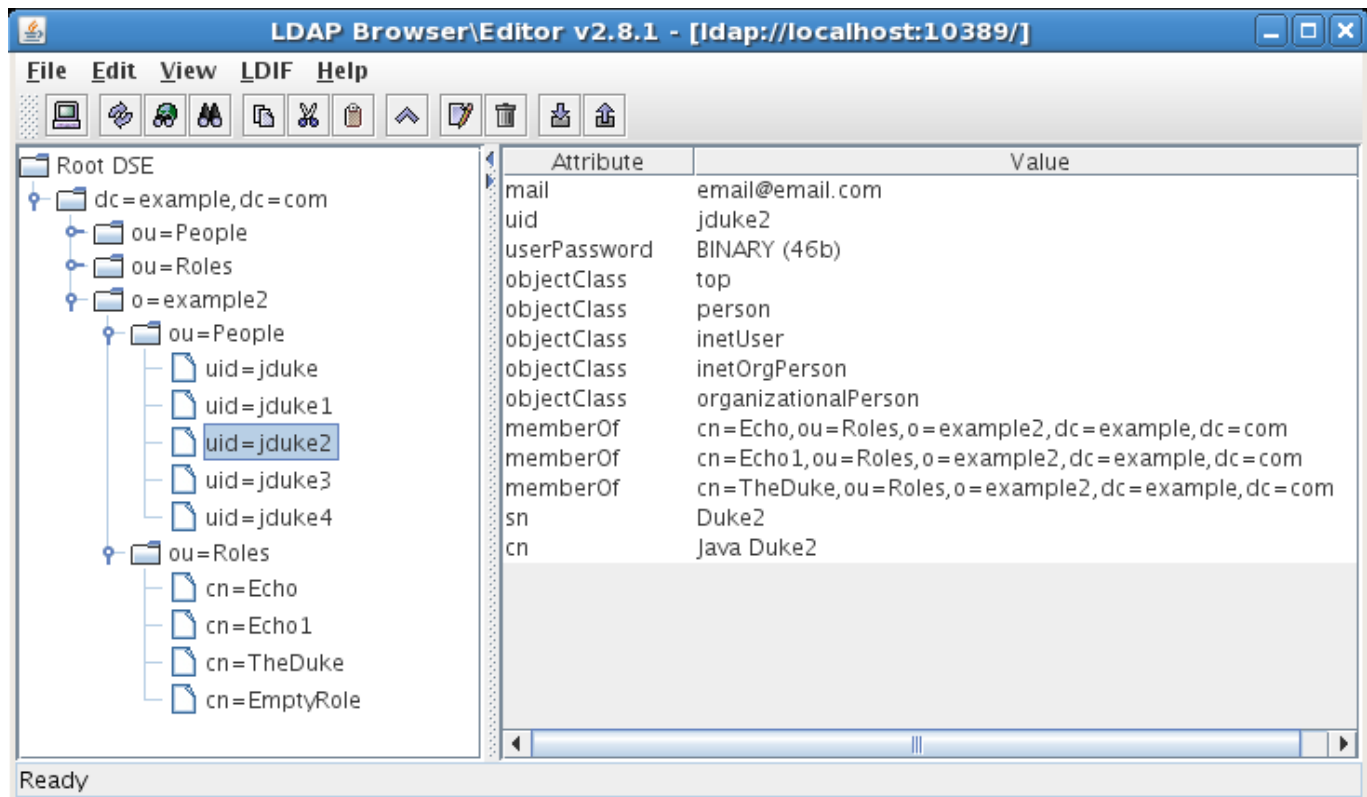 LDAP Browser\Editor v2.8.1 - [ldap://localhost:10389/]
File Edit View LDIF Help
Root DSE
dc=example,dc=com
ou=People
ou=Roles
o=example2
ou=People
uid=jduke
uid=jduke1
uid=jduke2
uid=jduke3
uid=jduke4
ou=Roles
cn=Echo
cn=Echo1
cn=TheDuke
cn=EmptyRole
Attribute Value
mail email@email.com
uid jduke2
userPassword BINARY (46b)
objectClass top
objectClass person
objectClass inetUser
objectClass inetOrgPerson
objectClass organizationalPerson
memberOf cn=Echo,ou=Roles,o=example2,dc=example,dc=com
memberOf cn=Echo1,ou=Roles,o=example2,dc=example,dc=com
memberOf cn=TheDuke,ou=Roles,o=example2,dc=example,dc=com
sn Duke2
cn Java Duke2
Ready